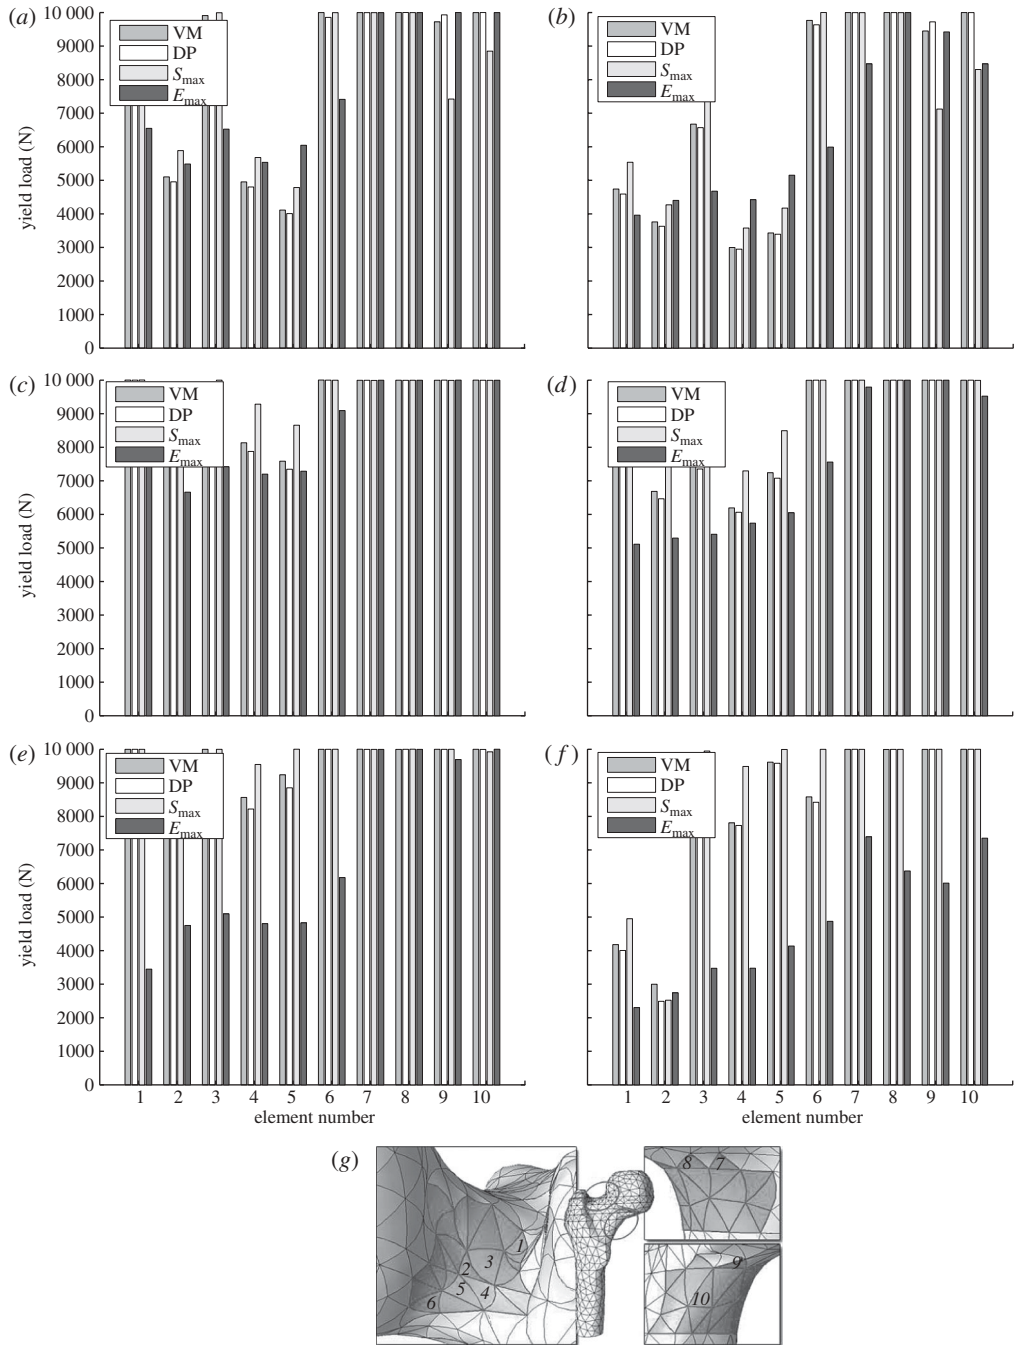 (a)
10 000
9000
8000
7000
6000
5000
4000
3000
2000
1000
0
yield load (N)
VM
DP
Smax
Emax
(b)
VM
DP
Smax
Emax
(c)
10 000
9000
8000
7000
6000
5000
4000
3000
2000
1000
0
yield load (N)
VM
DP
Smax
Emax
(d)
VM
DP
Smax
Emax
(e)
10 000
9000
8000
7000
6000
5000
4000
3000
2000
1000
0
yield load (N)
VM
DP
Smax
Emax
1 2 3 4 5 6 7 8 9 10
element number
(f)
VM
DP
Smax
Emax
1 2 3 4 5 6 7 8 9 10
element number
(g)
1
3
2
5 4
6
8 7
9
10